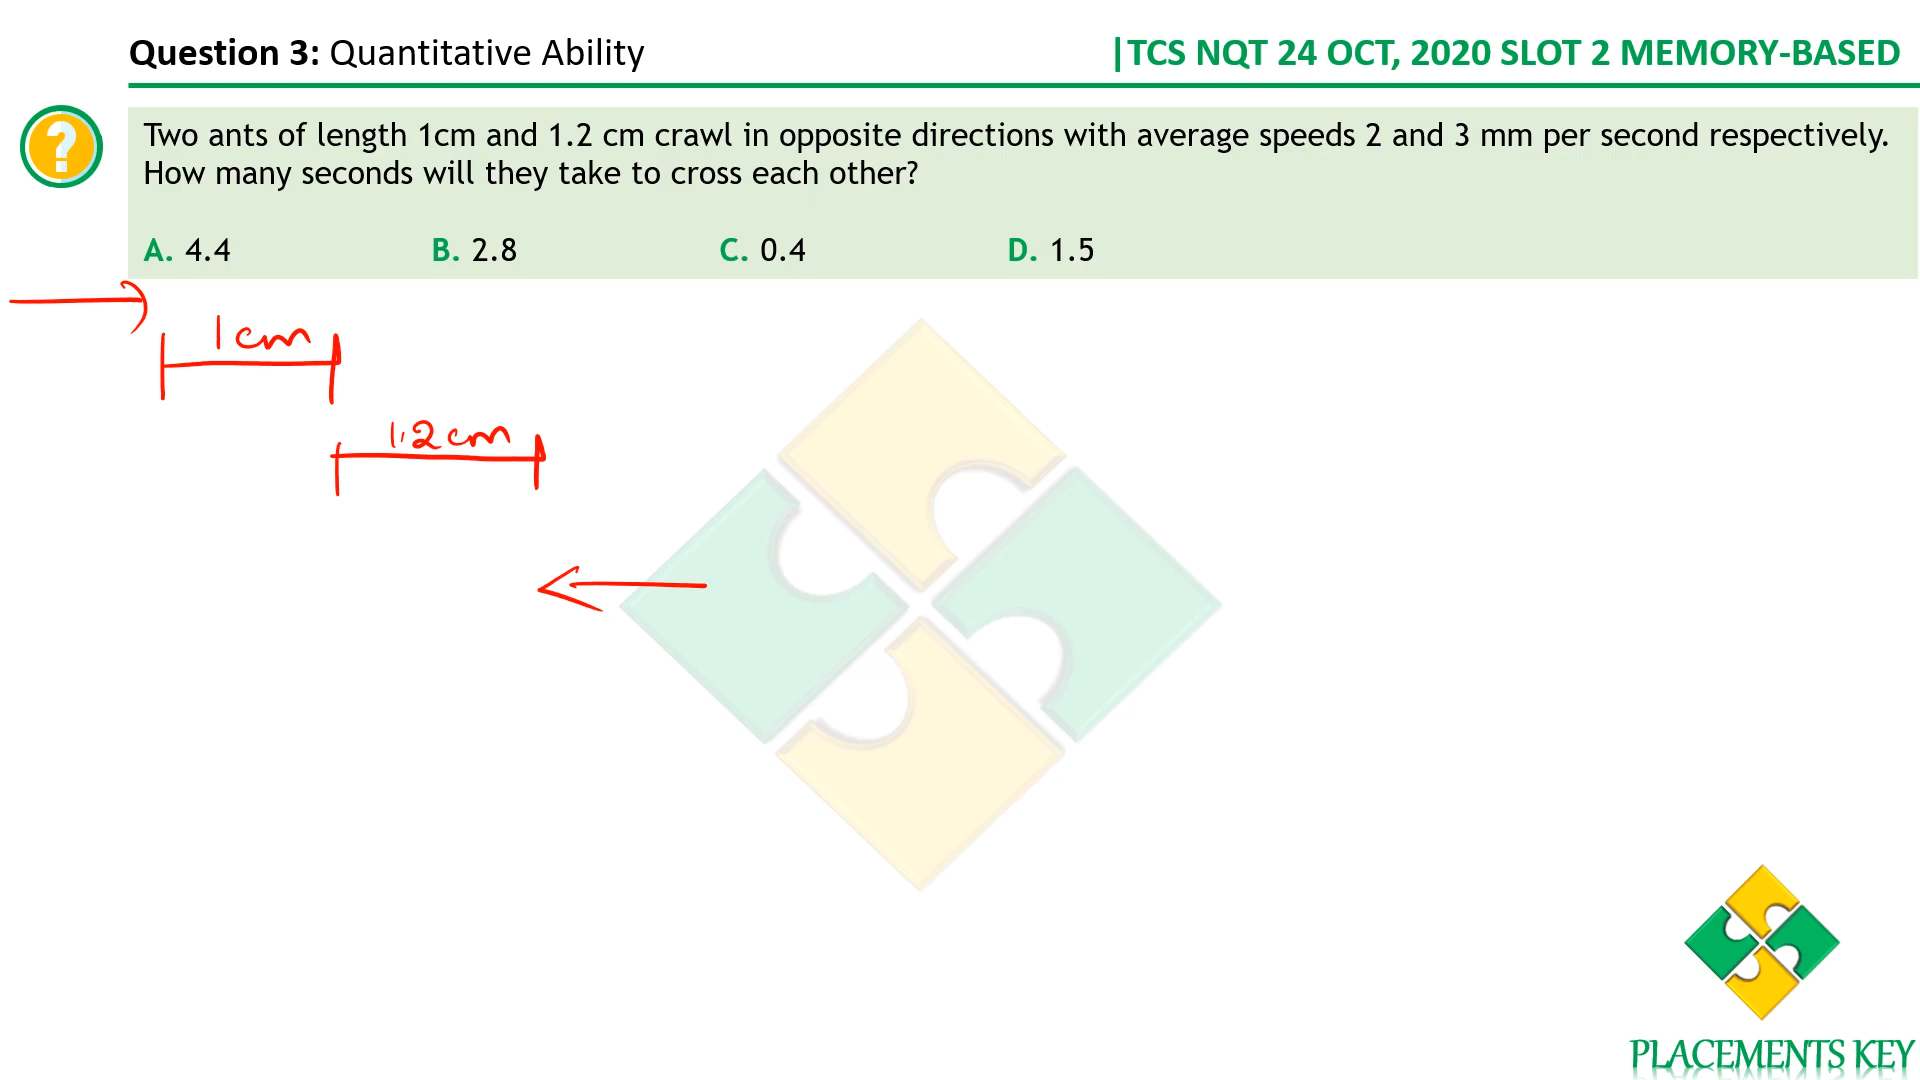 Question 3: Quantitative Ability
|TCS NQT 24 OCT, 2020 SLOT 2 MEMORY-BASED
?
Two ants of length 1cm and 1.2 cm crawl in opposite directions with average speeds 2 and 3 mm per second respectively.
How many seconds will they take to cross each other?
A. 4.4 B. 2.8 C. 0.4 D. 1.5
1cm
1.2cm
PLACEMENTS KEY